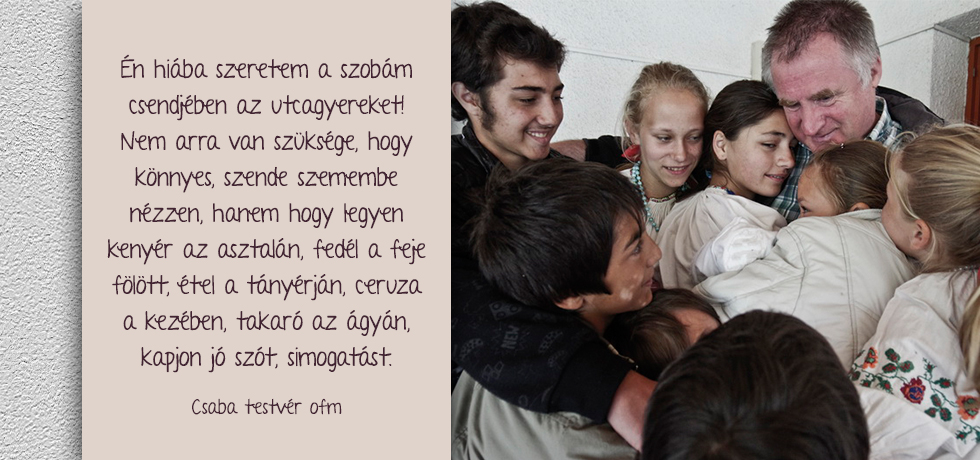 Én hiába szeretem a szobám
csendjében az utcagyereket!
Nem arra van szüksége, hogy
könnyes, szende szemembe
nézzen, hanem hogy legyen
kenyér az asztalán, fedél a feje
fölött, étel a tányérján, ceruza
a kezében, takaró az ágyán,
kapjon jó szót, simogatást.
Csaba testvér ofm